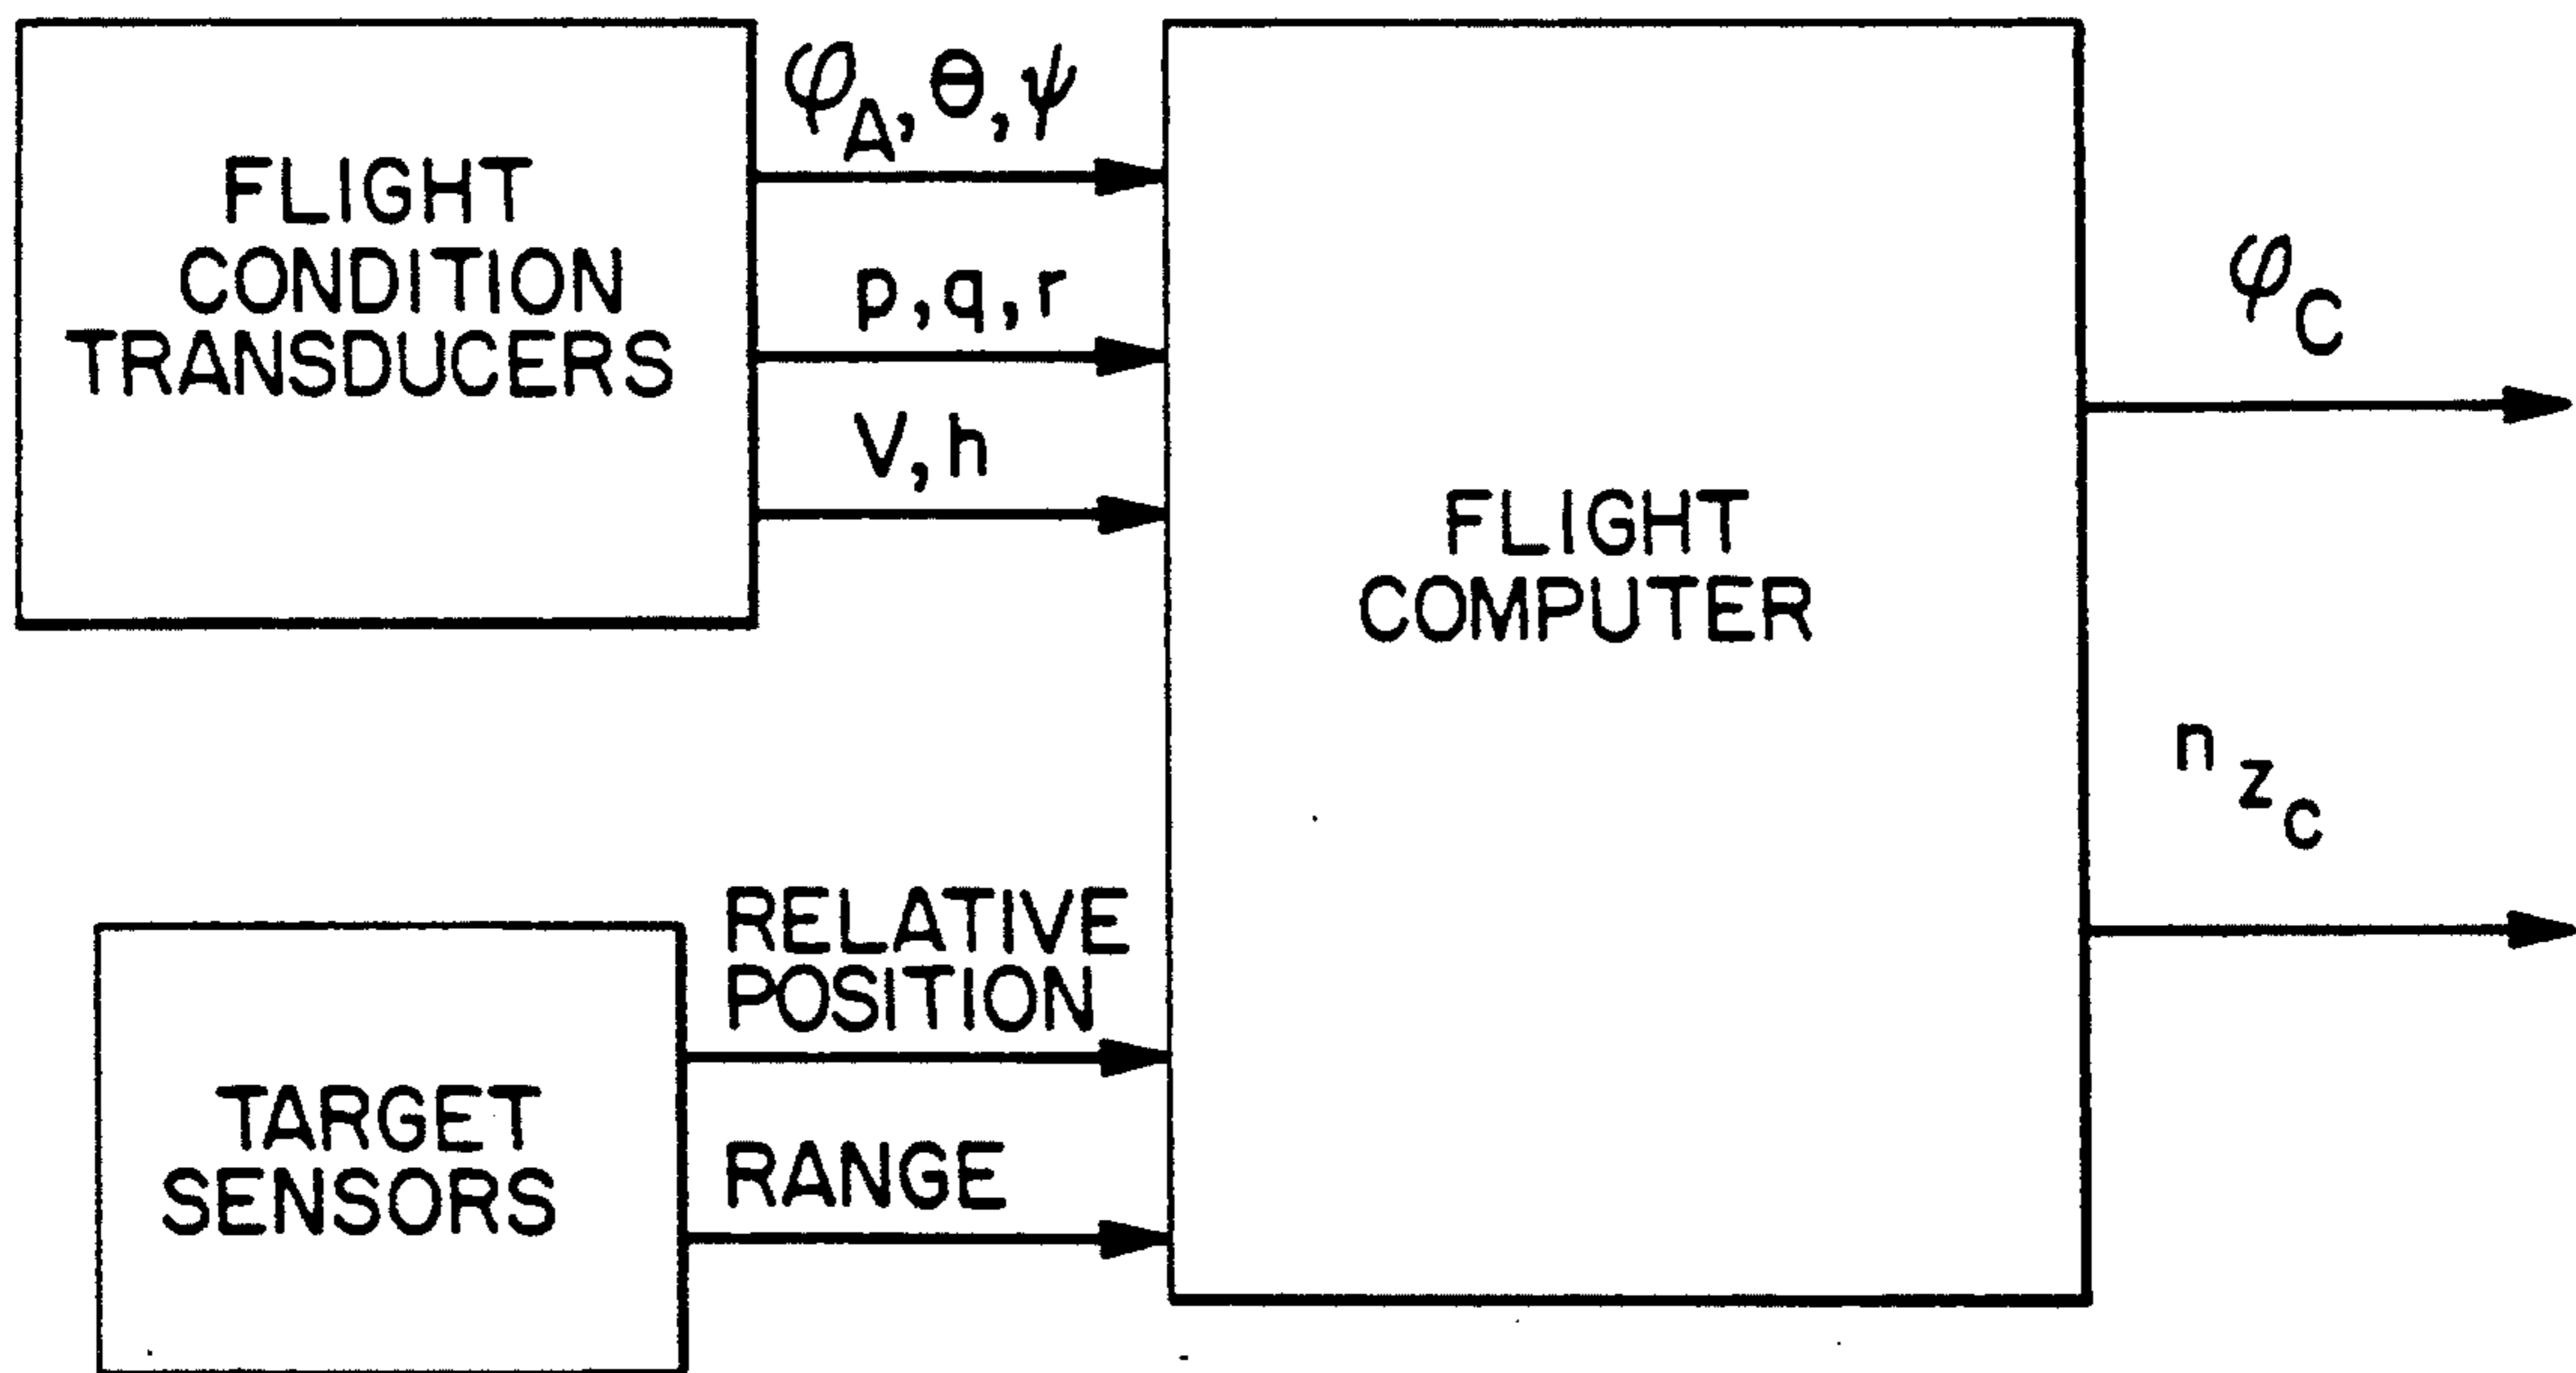 FLIGHT
CONDITION
TRANSDUCERS
φA, θ, ψ
p, q, r
V, h
FLIGHT
COMPUTER
φC
nzc
RELATIVE
POSITION
RANGE
TARGET
SENSORS